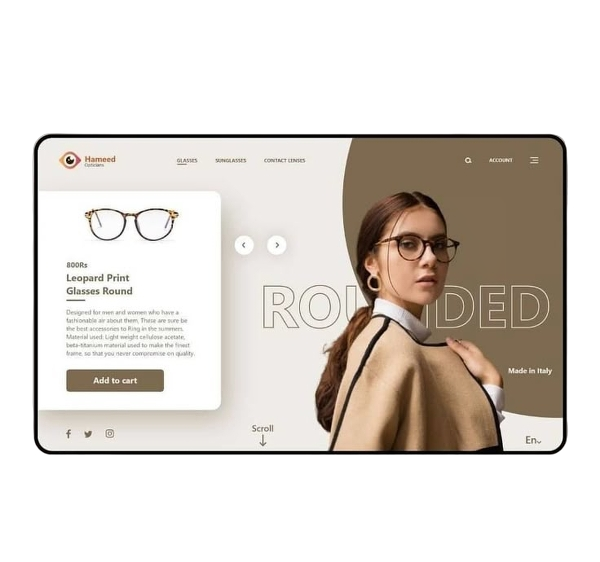 Hameed
Opticians
GLASSES
SUNGLASSES
CONTACT LENSES
ACCOUNT
800Rs
Leopard Print
Glasses Round
Designed for men and women who have a
fashionable air about them. These are sure be
the best accessories to Ring in the summers.
Material used: Light weight cellulose acetate,
beta-titanium material used to make the finest
frame, so that you never compromise on quality.
Add to cart
ROUNDED
Made in Italy
Scroll
En